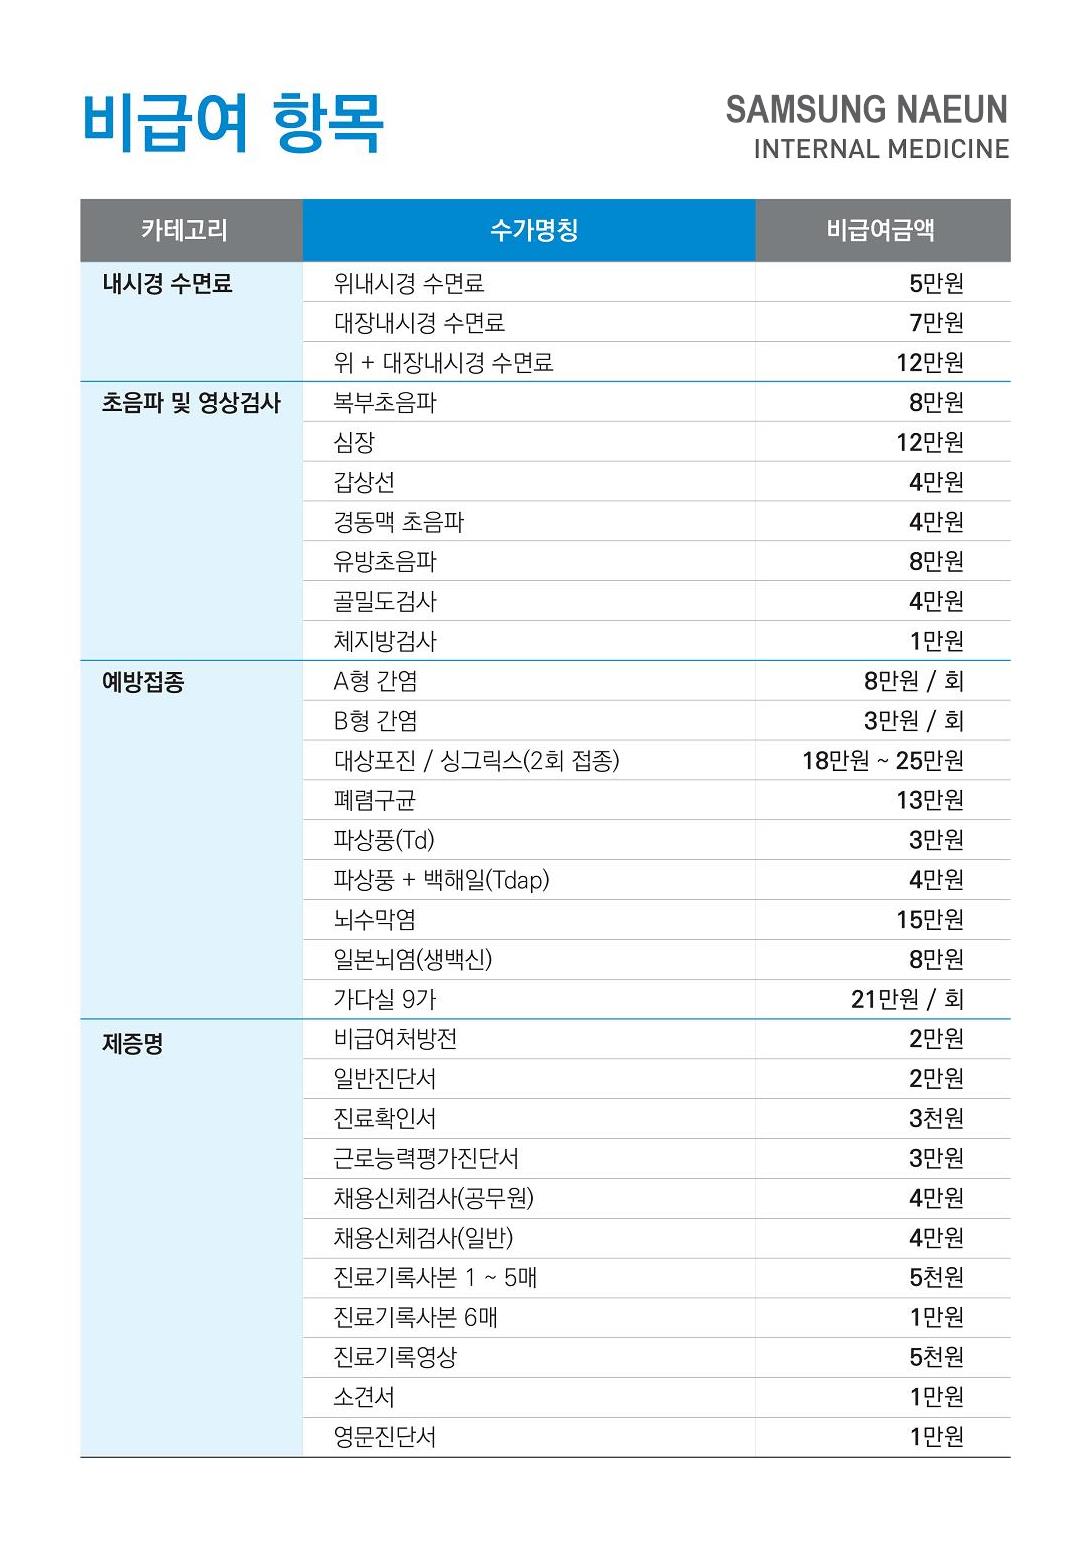 비급여 항목
SAMSUNG NAEUN
INTERNAL MEDICINE
카테고리 수가명칭 비급여금액
내시경 수면료 위내시경 수면료 5만원
대장내시경 수면료 7만원
위 + 대장내시경 수면료 12만원
초음파 및 영상검사 복부초음파 8만원
심장 12만원
갑상선 4만원
경동맥 초음파 4만원
유방초음파 8만원
골밀도검사 4만원
체지방검사 1만원
예방접종 A형 간염 8만원 / 회
B형 간염 3만원 / 회
대상포진 / 싱그릭스(2회 접종) 18만원 ~ 25만원
폐렴구균 13만원
파상풍(Td) 3만원
파상풍 + 백해일(Tdap) 4만원
뇌수막염 15만원
일본뇌염(생백신) 8만원
가다실 9가 21만원 / 회
제증명 비급여처방전 2만원
일반진단서 2만원
진료확인서 3천원
근로능력평가진단서 3만원
채용신체검사(공무원) 4만원
채용신체검사(일반) 4만원
진료기록사본 1 ~ 5매 5천원
진료기록사본 6매 1만원
진료기록영상 5천원
소견서 1만원
영문진단서 1만원